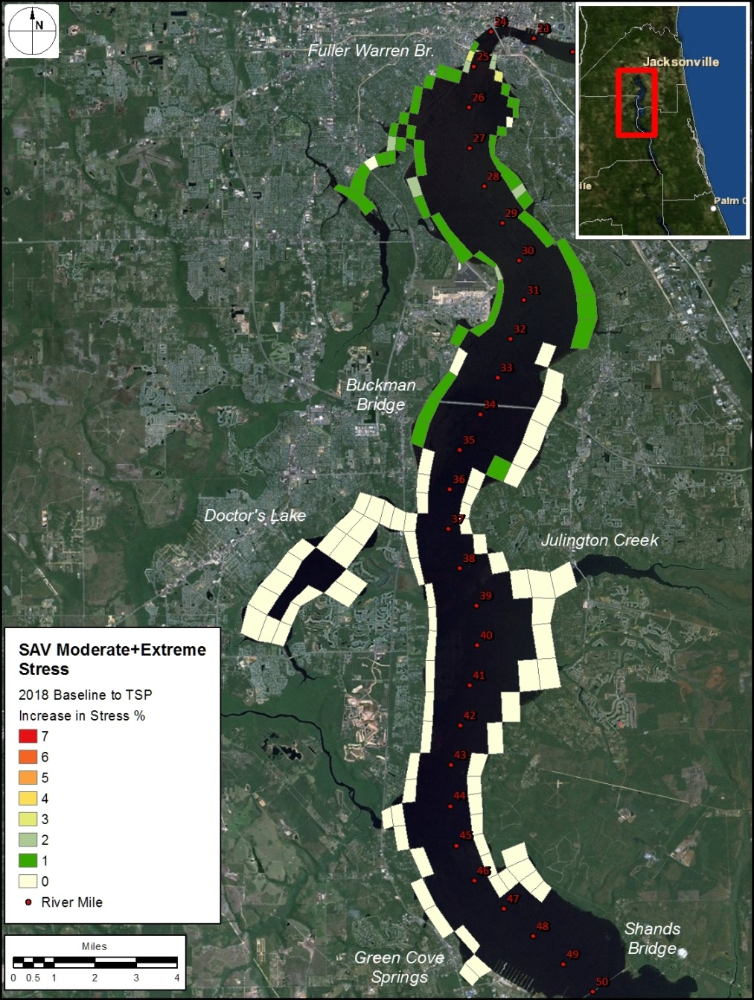 N
Fuller Warren Br.
24
23
25
26
27
28
29
30
31
32
33
34
35
36
37
38
39
40
41
42
43
44
45
46
47
48
49
50
Jacksonville
lle
Palm C
Buckman
Bridge
Doctor's Lake
Julington Creek
SAV Moderate+Extreme
Stress
2018 Baseline to TSP
Increase in Stress %
7
6
5
4
3
2
1
0
River Mile
Miles
0 0.5 1 2 3 4
Green Cove
Springs
Shands
Bridge